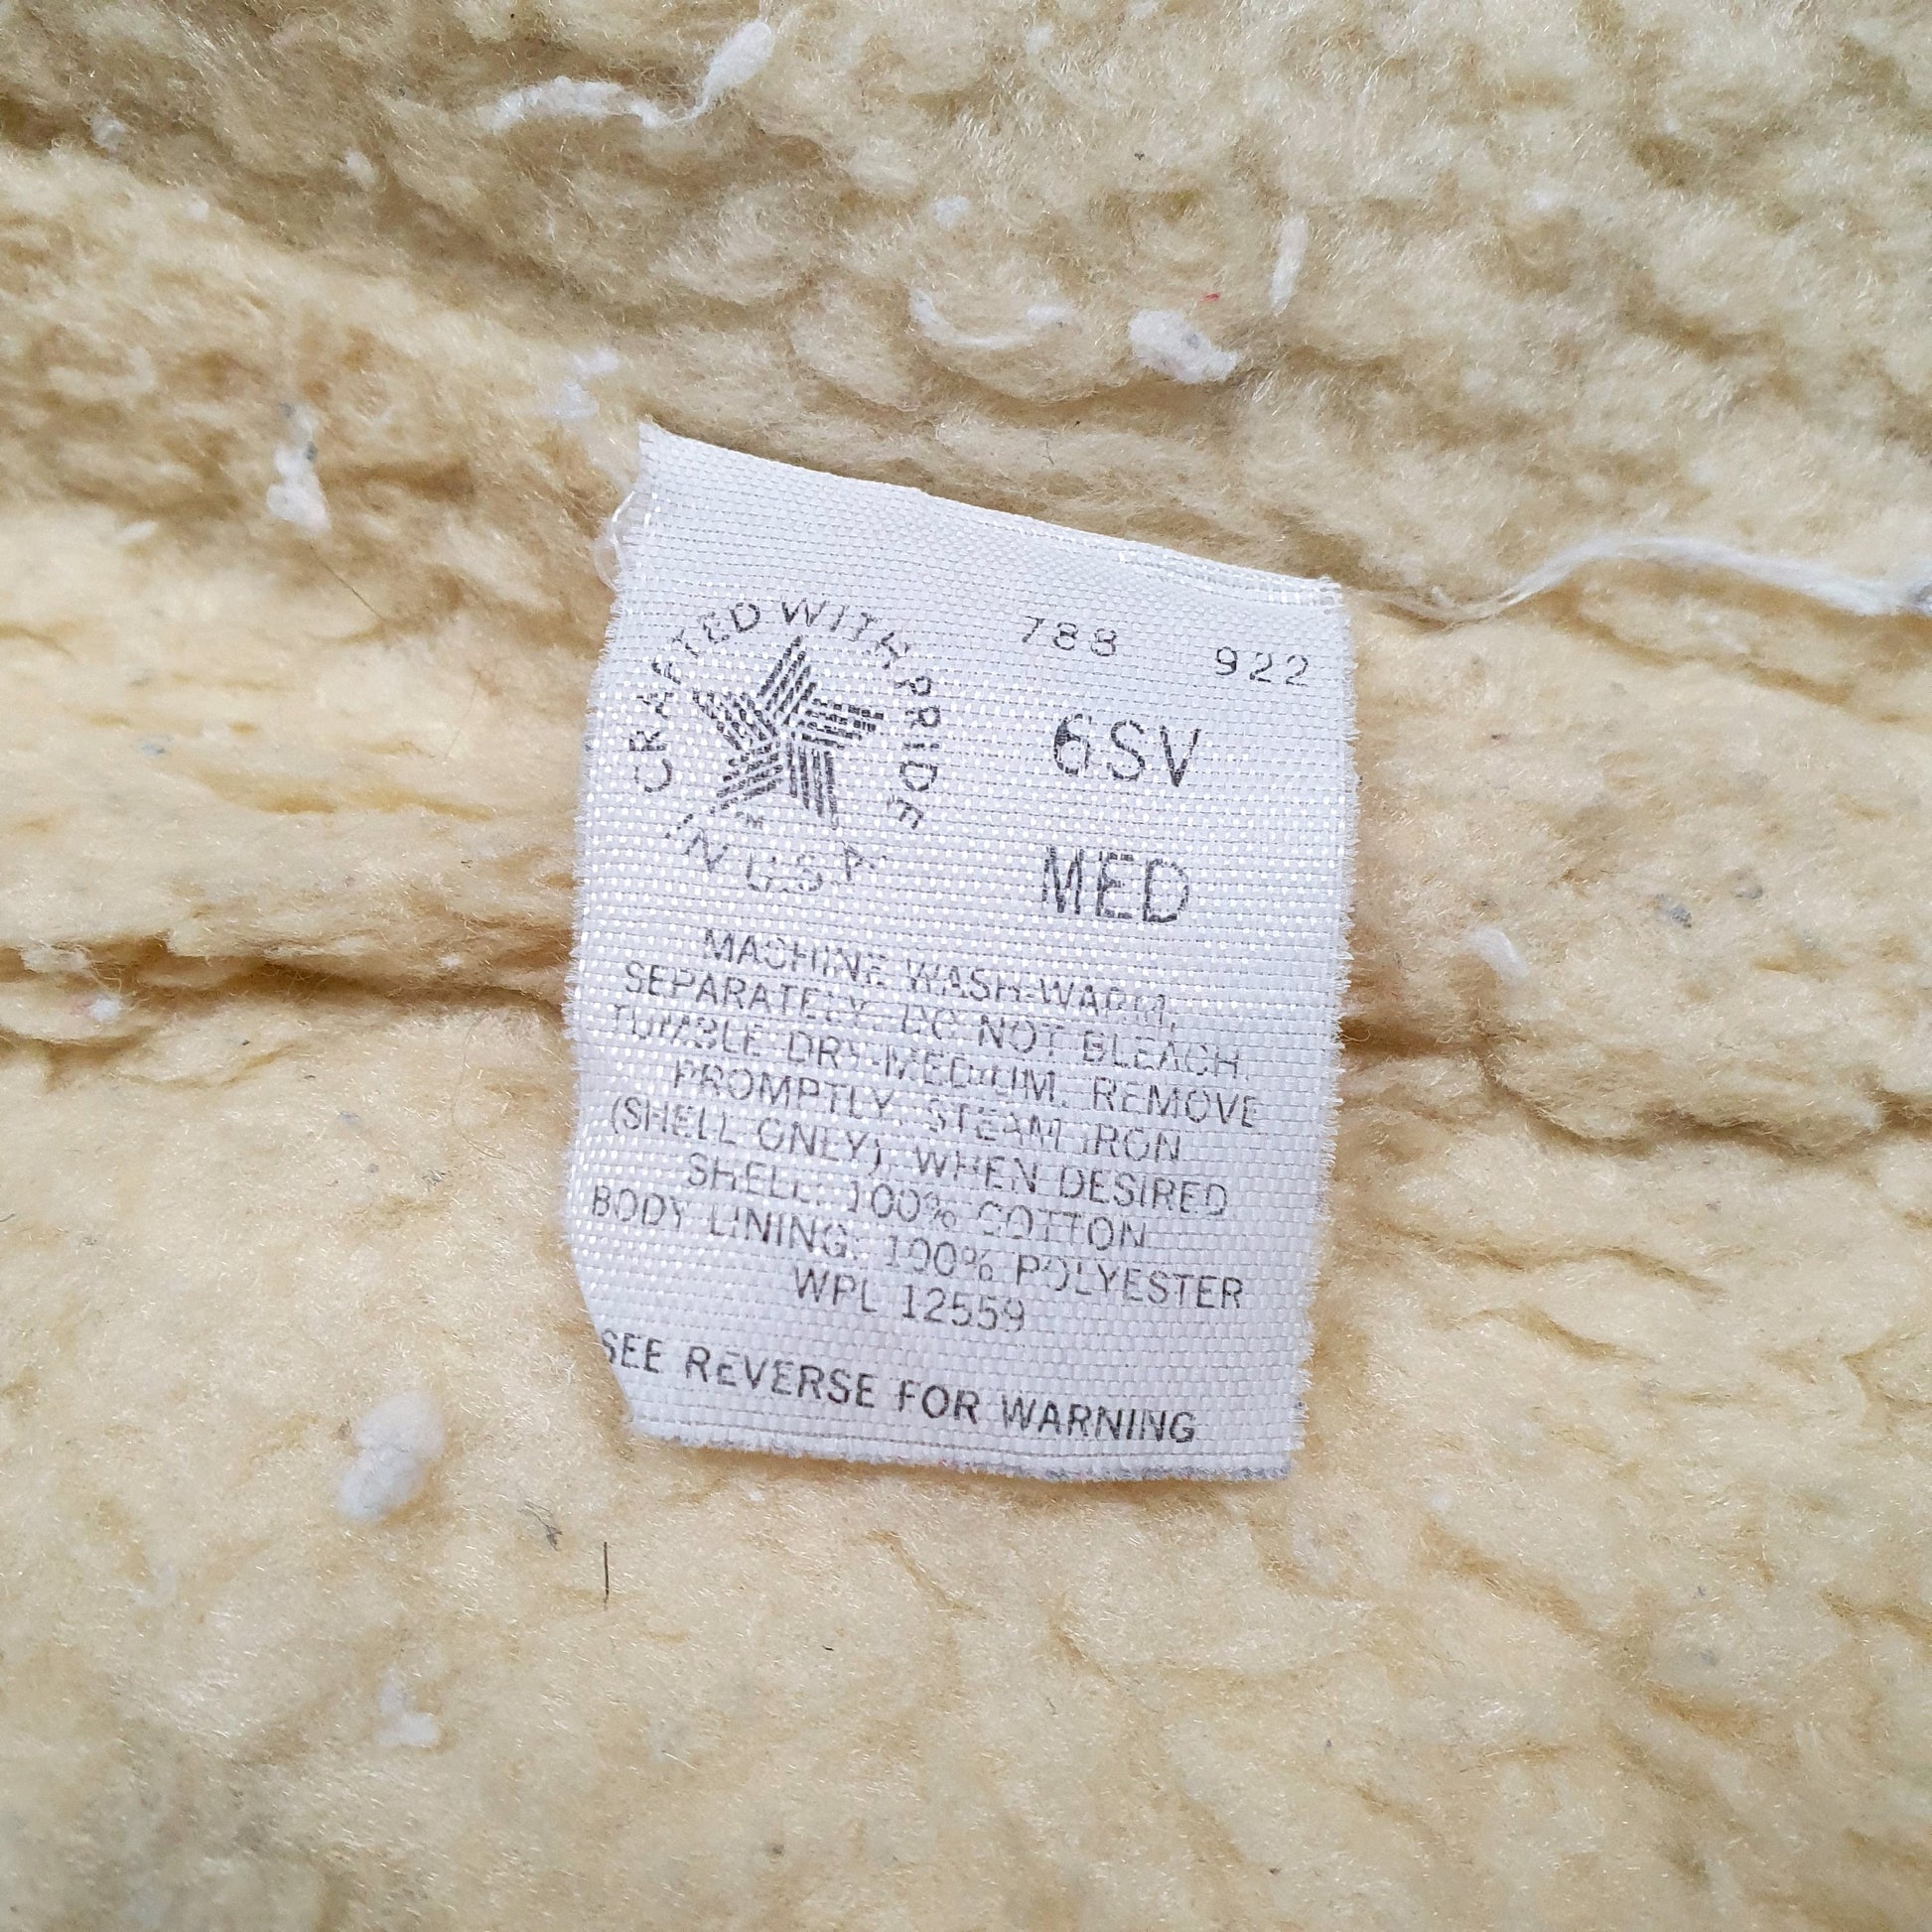 CRAFTED WITH PRIDE
IN U.S.A.
TM
788 922
6SV
MED
MACHINE WASH-WARM,
SEPARATELY. DO NOT BLEACH.
TUMBLE DRY-MEDIUM. REMOVE
PROMPTLY. STEAM IRON
(SHELL ONLY), WHEN DESIRED
SHELL: 100% COTTON
BODY LINING: 100% POLYESTER
WPL 12559
SEE REVERSE FOR WARNING